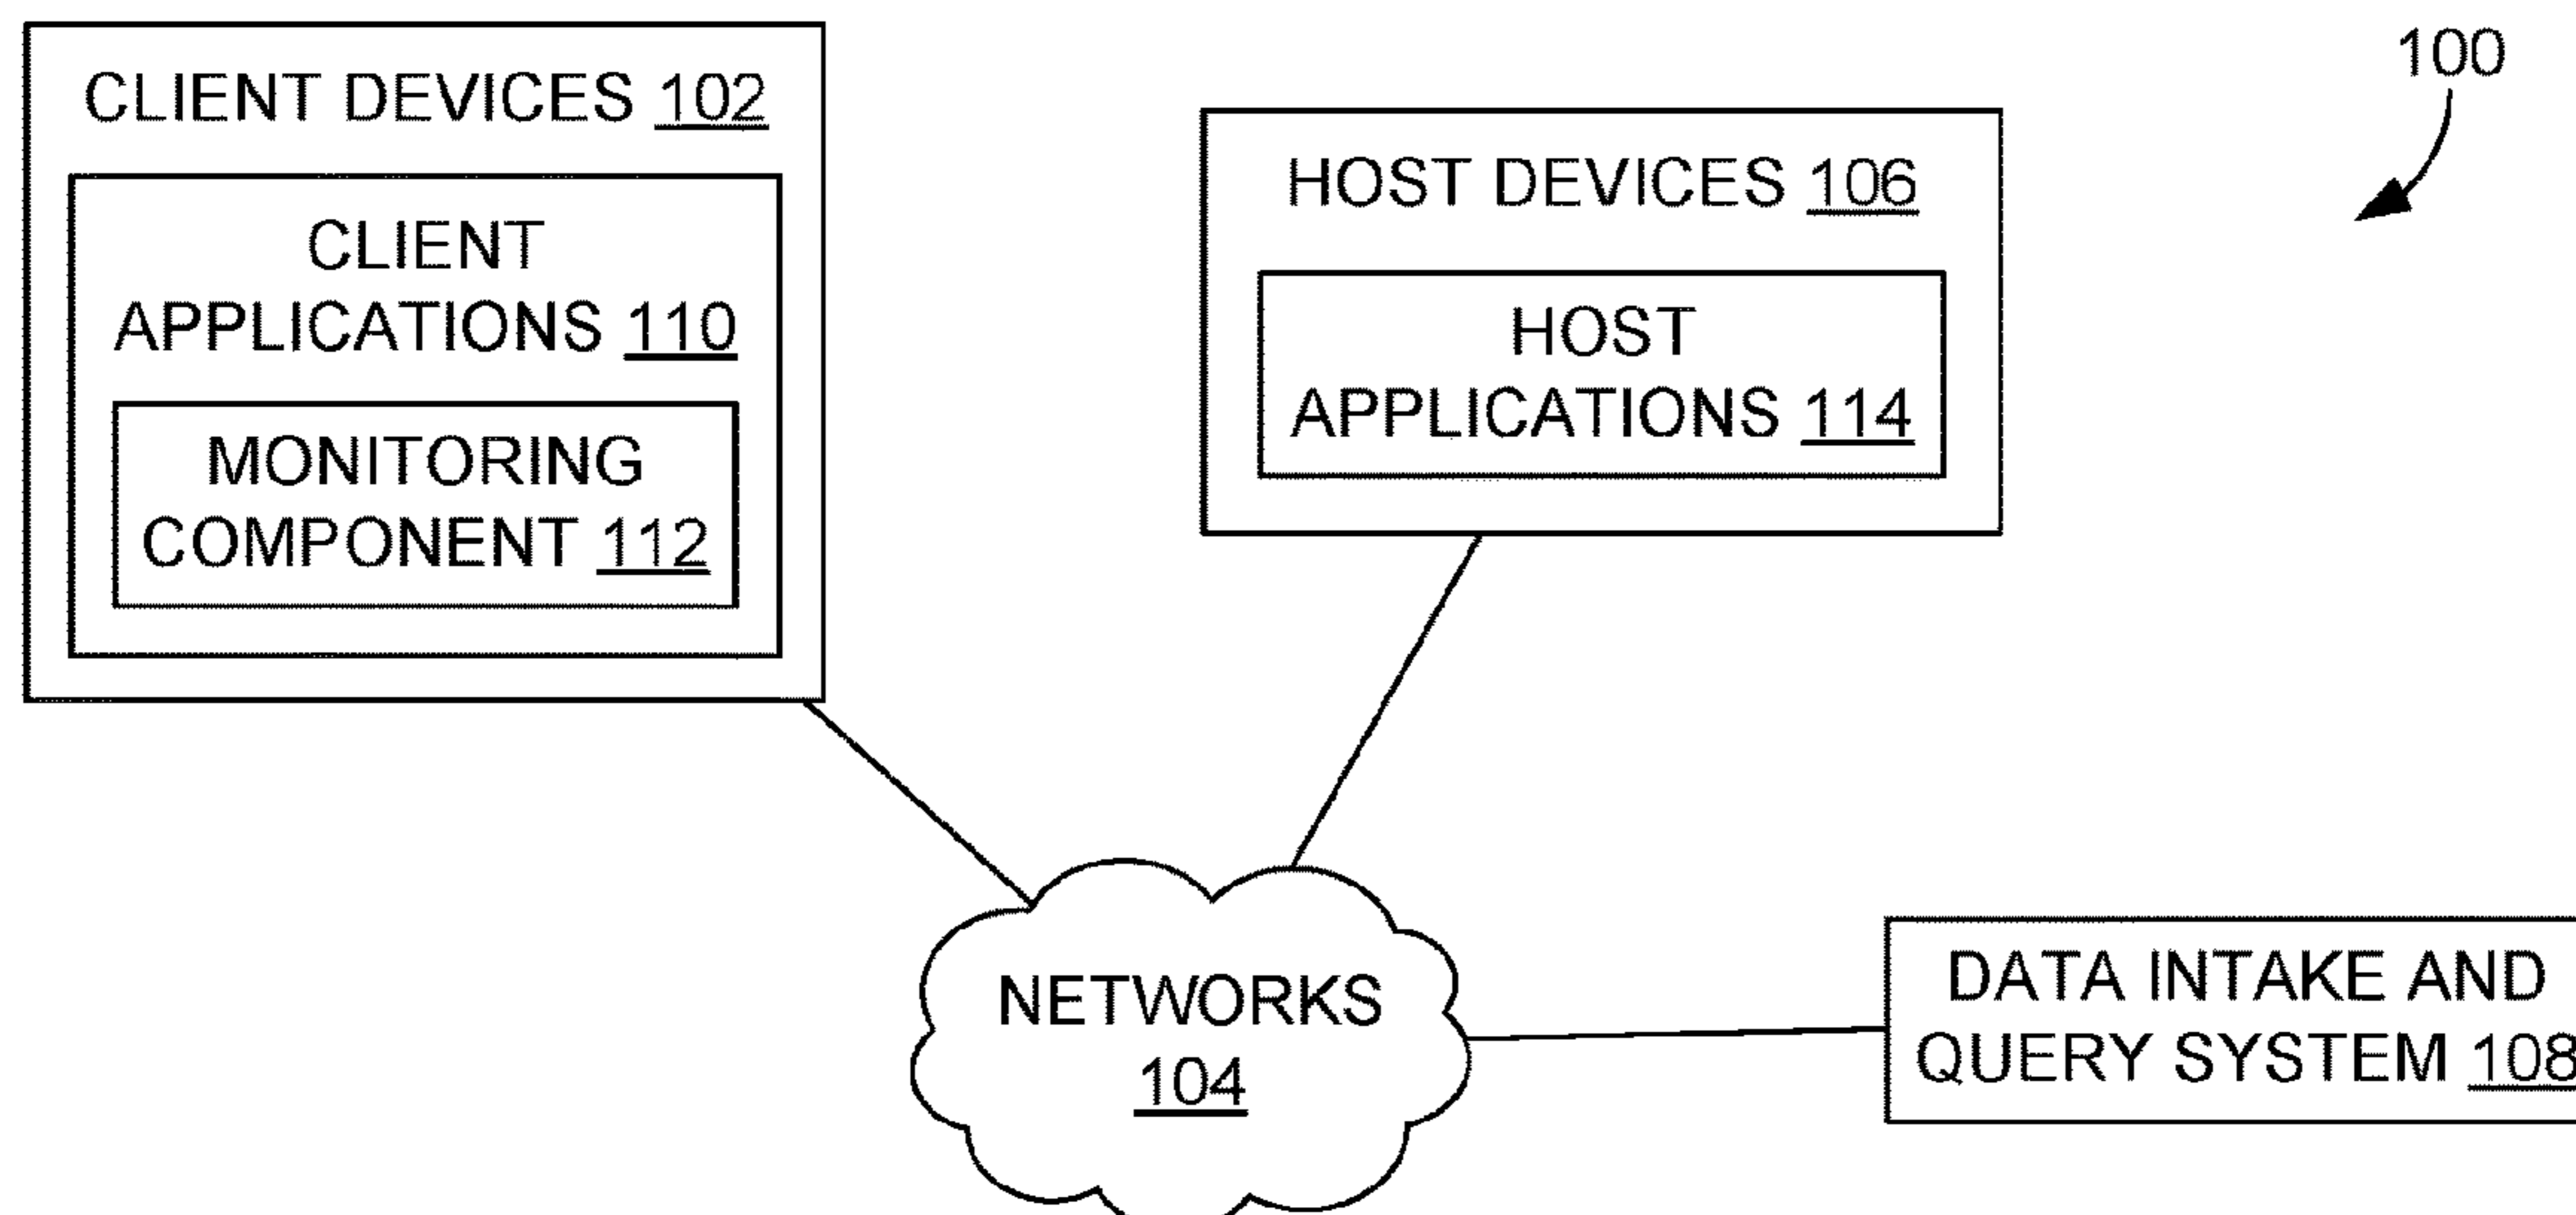 100
CLIENT DEVICES 102
CLIENT
APPLICATIONS 110
MONITORING
COMPONENT 112
HOST DEVICES 106
HOST
APPLICATIONS 114
NETWORKS
104
DATA INTAKE AND
QUERY SYSTEM 108